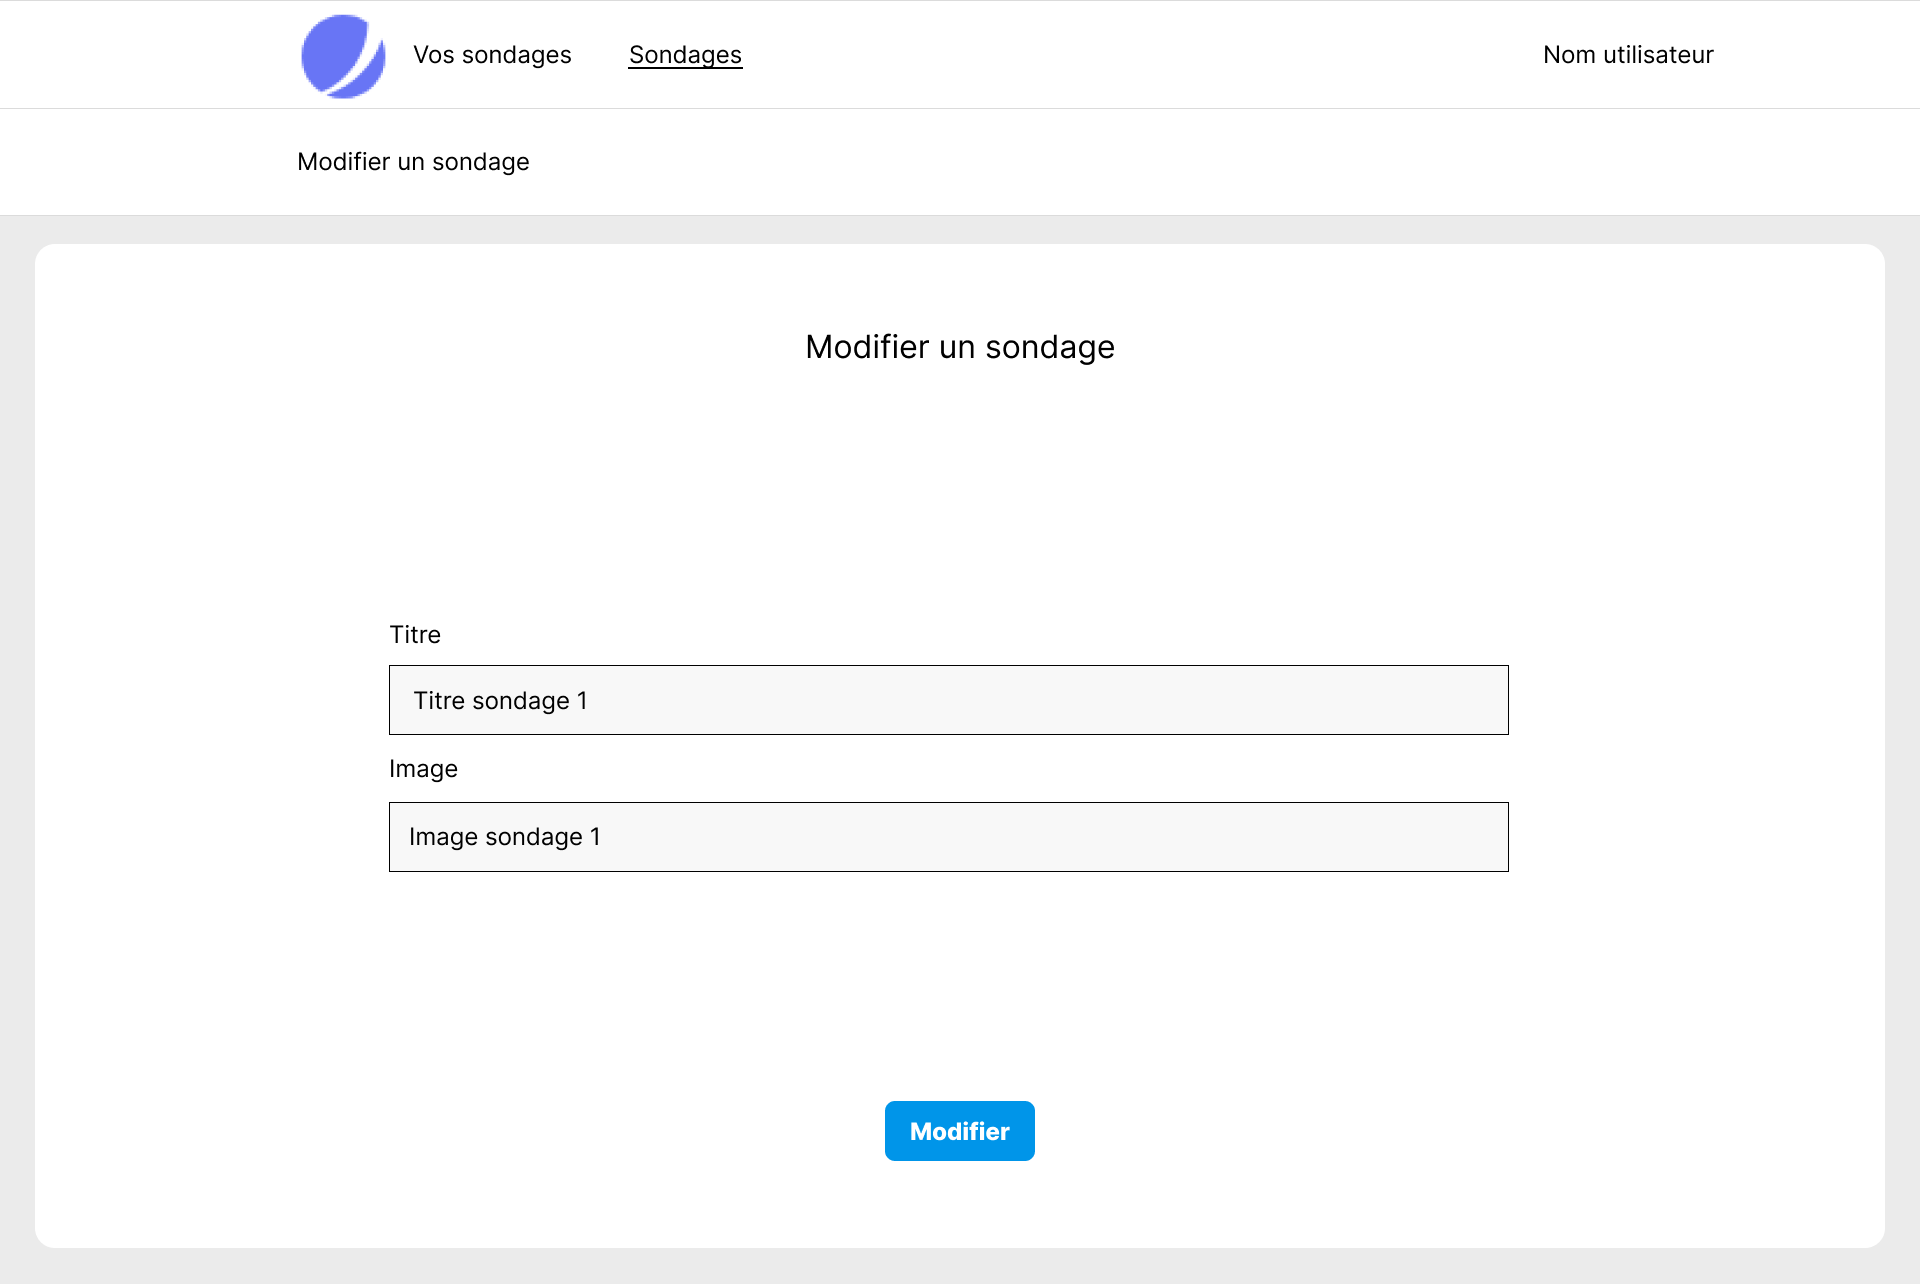 Vos sondages Sondages Nom utilisateur
Modifier un sondage
Modifier un sondage
Titre
Titre sondage 1
Image
Image sondage 1
Modifier